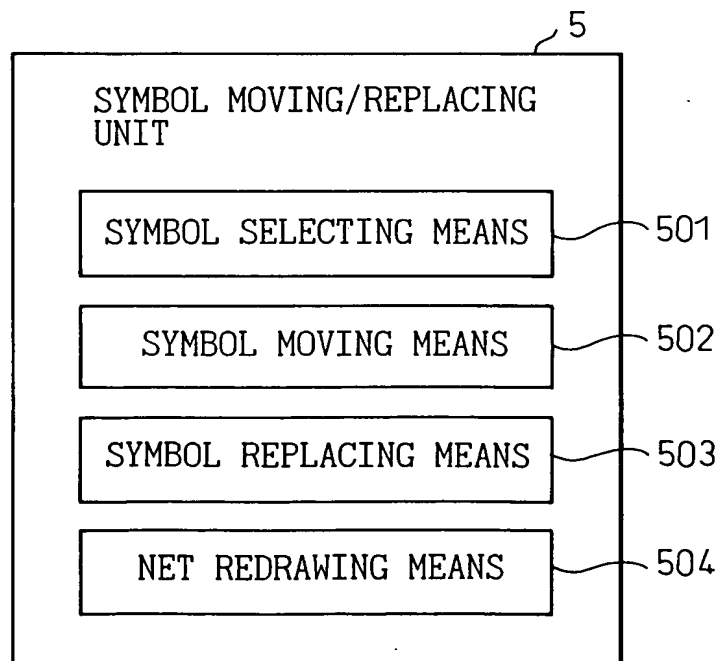 5
SYMBOL MOVING/REPLACING
UNIT
SYMBOL SELECTING MEANS
501
SYMBOL MOVING MEANS
502
SYMBOL REPLACING MEANS
503
NET REDRAWING MEANS
504